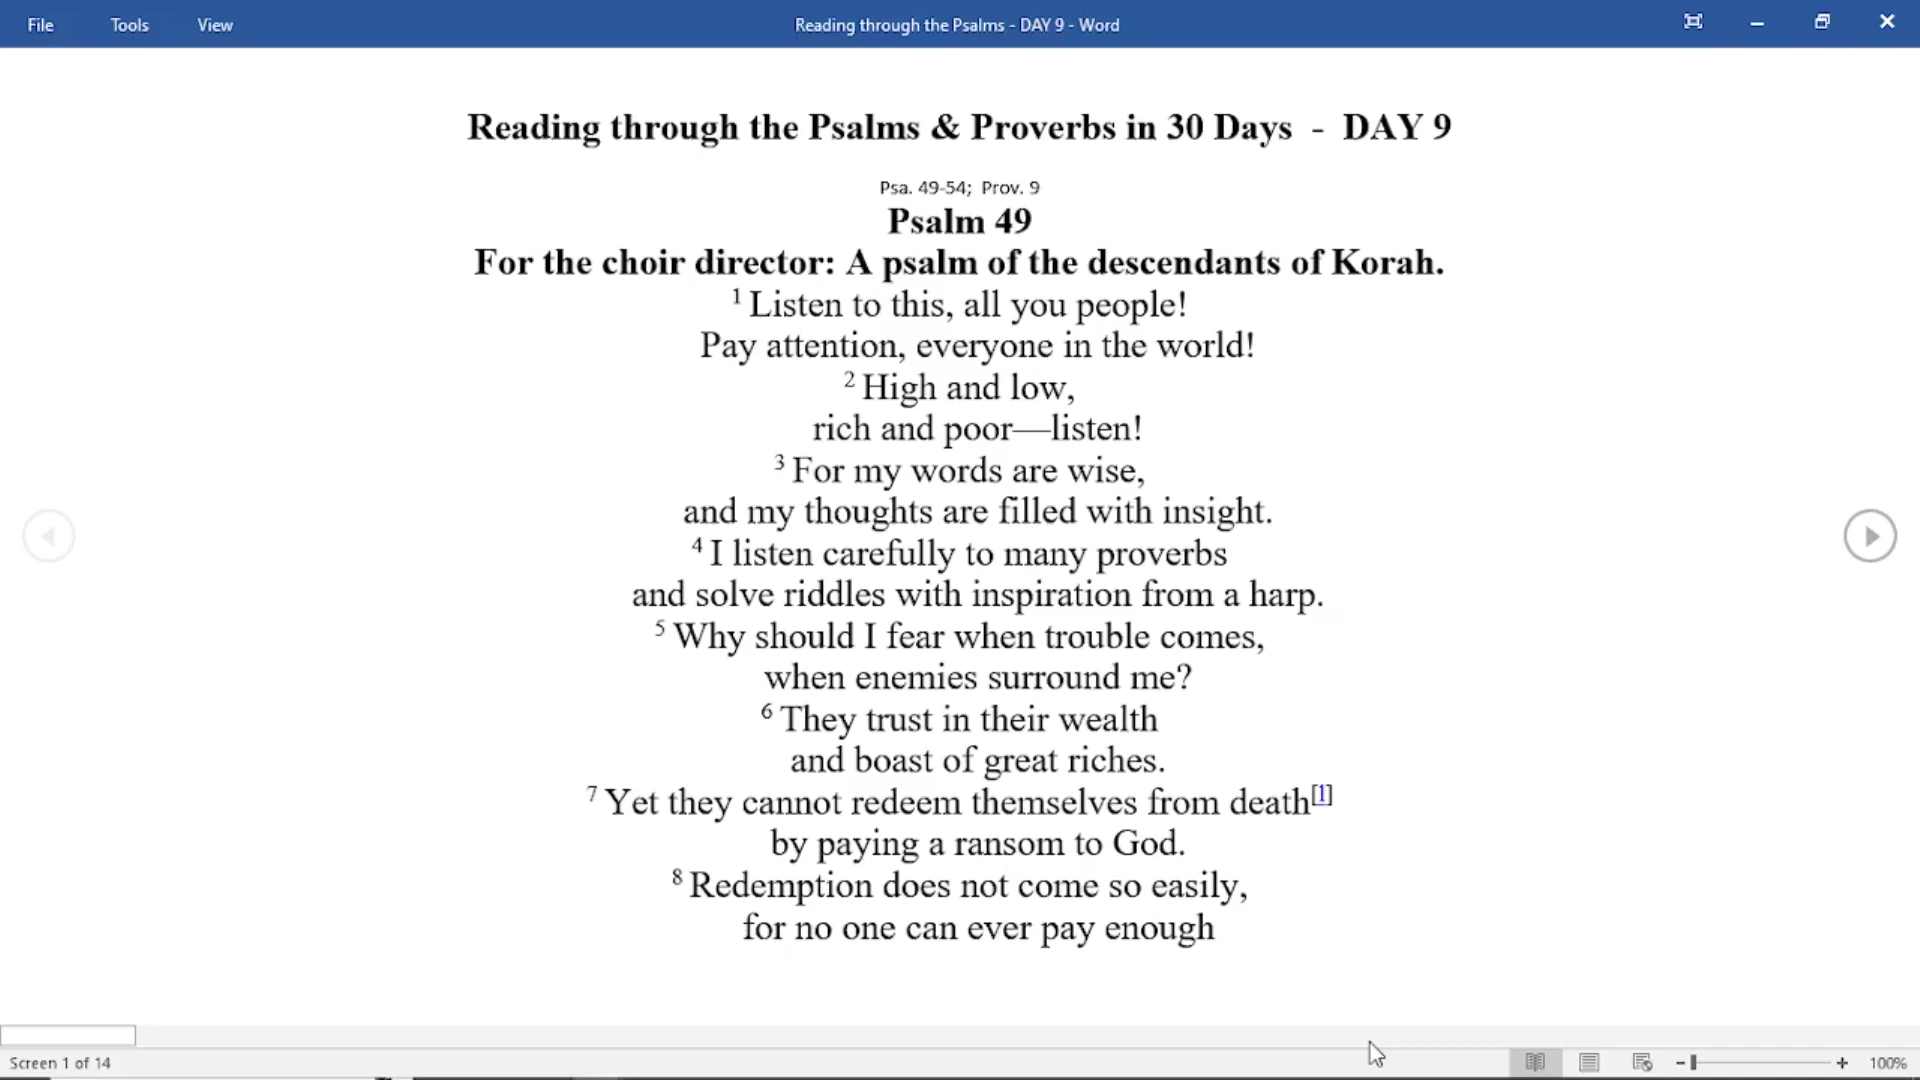 File Tools View Reading through the Psalms - DAY 9 - Word
Reading through the Psalms & Proverbs in 30 Days - DAY 9
Psa. 49-54; Prov. 9
Psalm 49
For the choir director: A psalm of the descendants of Korah.
1 Listen to this, all you people!
Pay attention, everyone in the world!
2 High and low,
rich and poor—listen!
3 For my words are wise,
and my thoughts are filled with insight.
4 I listen carefully to many proverbs
and solve riddles with inspiration from a harp.
5 Why should I fear when trouble comes,
when enemies surround me?
6 They trust in their wealth
and boast of great riches.
7 Yet they cannot redeem themselves from death[1]
by paying a ransom to God.
8 Redemption does not come so easily,
for no one can ever pay enough
Screen 1 of 14 100%